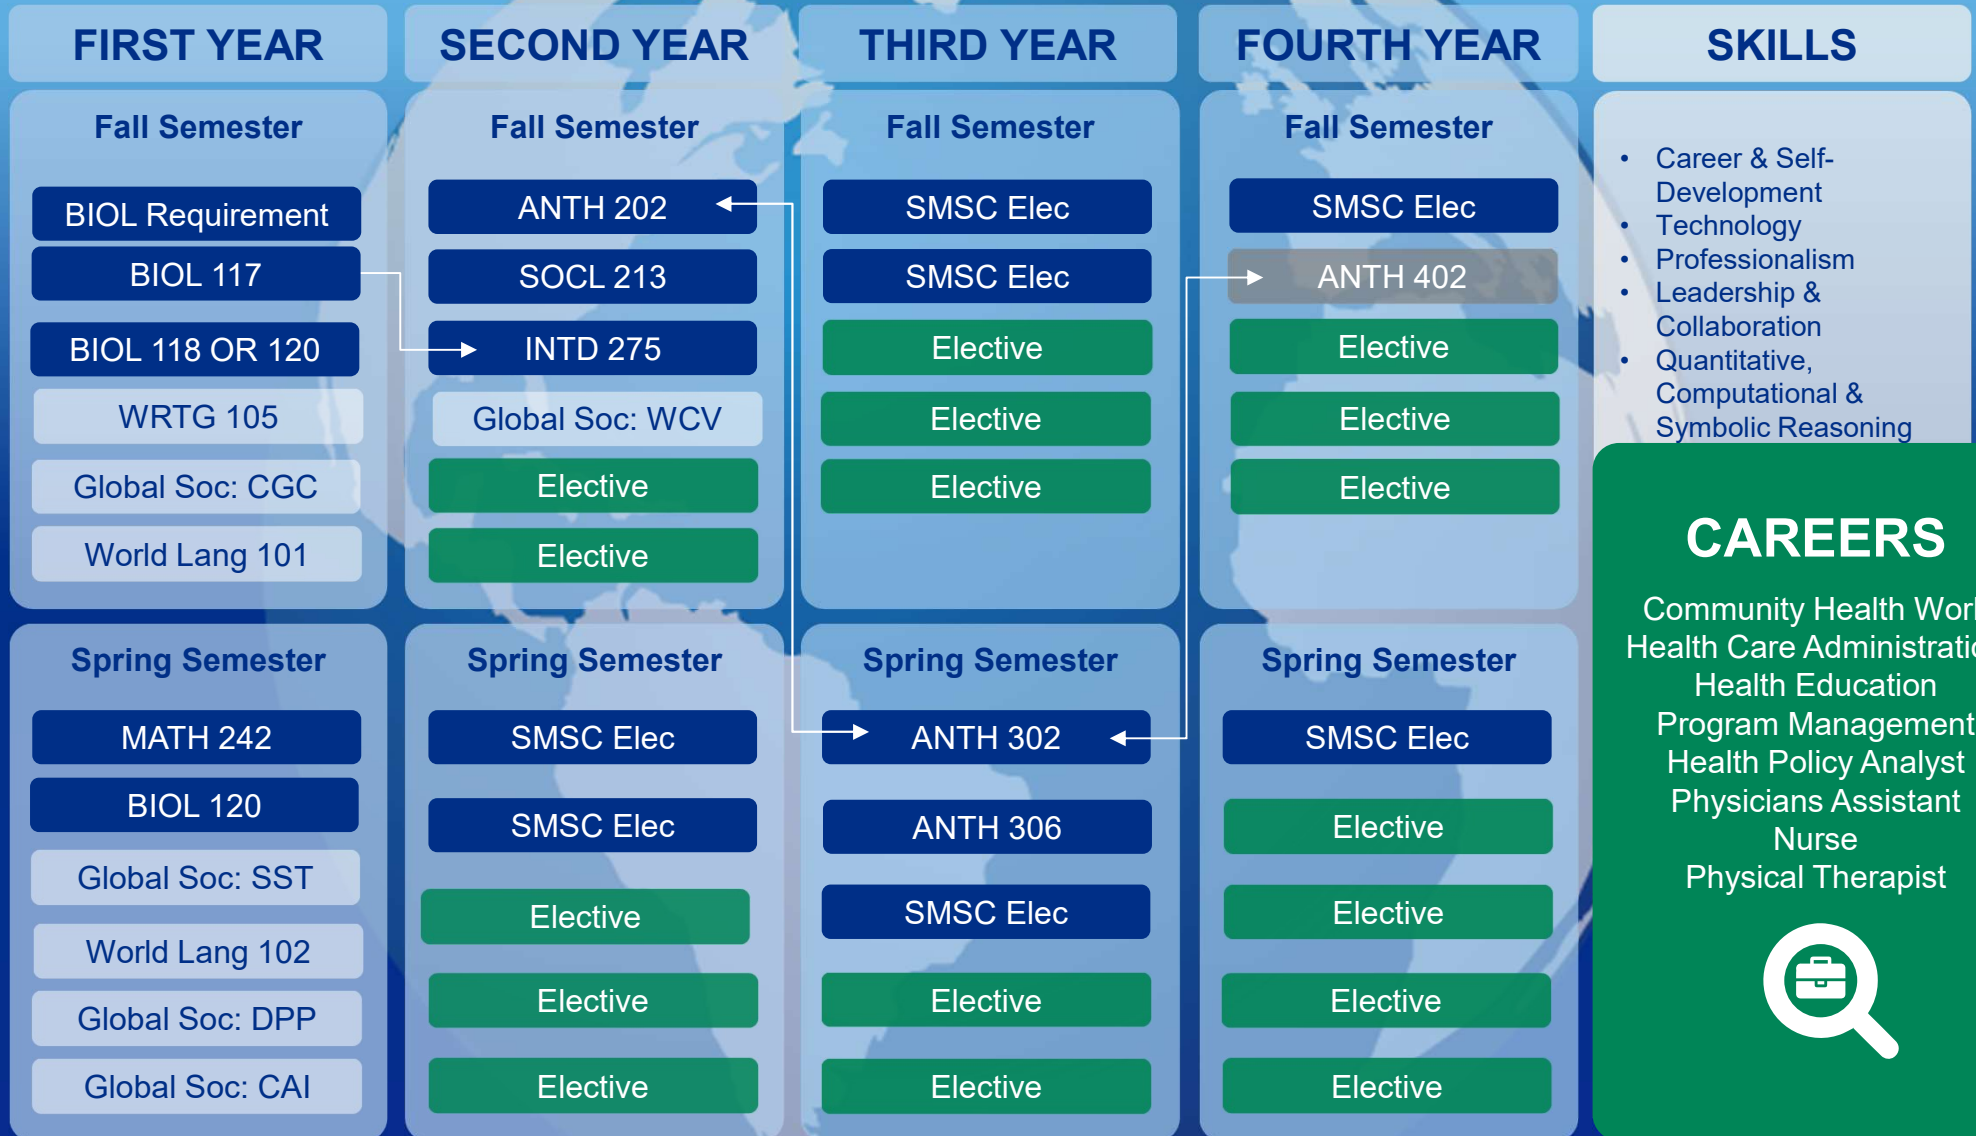 FIRST YEAR
Fall Semester
BIOL Requirement
BIOL 117
BIOL 118 OR 120
WRTG 105
Global Soc: CGC
World Lang 101
Spring Semester
MATH 242
BIOL 120
Global Soc: SST
World Lang 102
Global Soc: DPP
Global Soc: CAI
SECOND YEAR
Fall Semester
ANTH 202
SOCL 213
INTD 275
Global Soc: WCV
Elective
Elective
Spring Semester
SMSC Elec
SMSC Elec
Elective
Elective
Elective
THIRD YEAR
Fall Semester
SMSC Elec
SMSC Elec
Elective
Elective
Elective
Spring Semester
ANTH 302
ANTH 306
SMSC Elec
Elective
Elective
FOURTH YEAR
Fall Semester
SMSC Elec
ANTH 402
Elective
Elective
Elective
Spring Semester
SMSC Elec
Elective
Elective
Elective
Elective
SKILLS
• Career & Self-
Development
• Technology
• Professionalism
• Leadership &
Collaboration
• Quantitative,
Computational &
Symbolic Reasoning
CAREERS
Community Health
Health Care
Health Education
Program Management
Health Policy Analyst
Physicians Assistant
Nurse
Physical Therapist